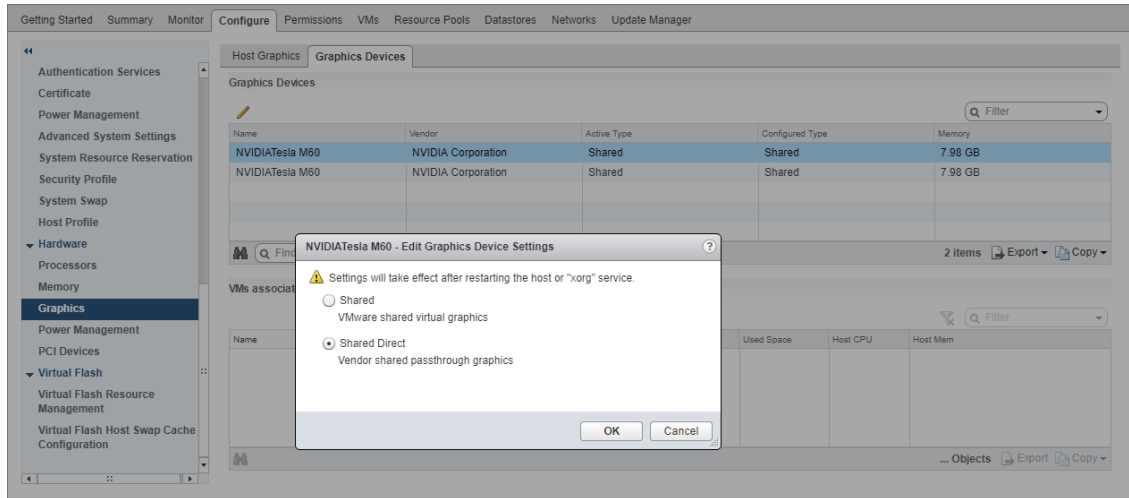 Getting Started Summary Monitor Configure Permissions VMs Resource Pools Datastores Networks Update Manager
Authentication Services
Certificate
Power Management
Advanced System Settings
System Resource Reservation
Security Profile
System Swap
Host Profile
Hardware
Processors
Memory
Graphics
Power Management
PCI Devices
Virtual Flash
Virtual Flash Resource
Management
Virtual Flash Host Swap Cache
Configuration
Host Graphics Graphics Devices
Graphics Devices
Filter
Name Vendor Active Type Configured Type Memory
NVIDIATesla M60 NVIDIA Corporation Shared Shared 7.98 GB
NVIDIATesla M60 NVIDIA Corporation Shared Shared 7.98 GB
2 items Export Copy
VMs
Filter
Name Used Space Host CPU Host Mem
... Objects Export Copy
NVIDIATesla M60 - Edit Graphics Device Settings ?
Settings will take effect after restarting the host or "xorg" service.
Shared
VMware shared virtual graphics
Shared Direct
Vendor shared passthrough graphics
OK Cancel